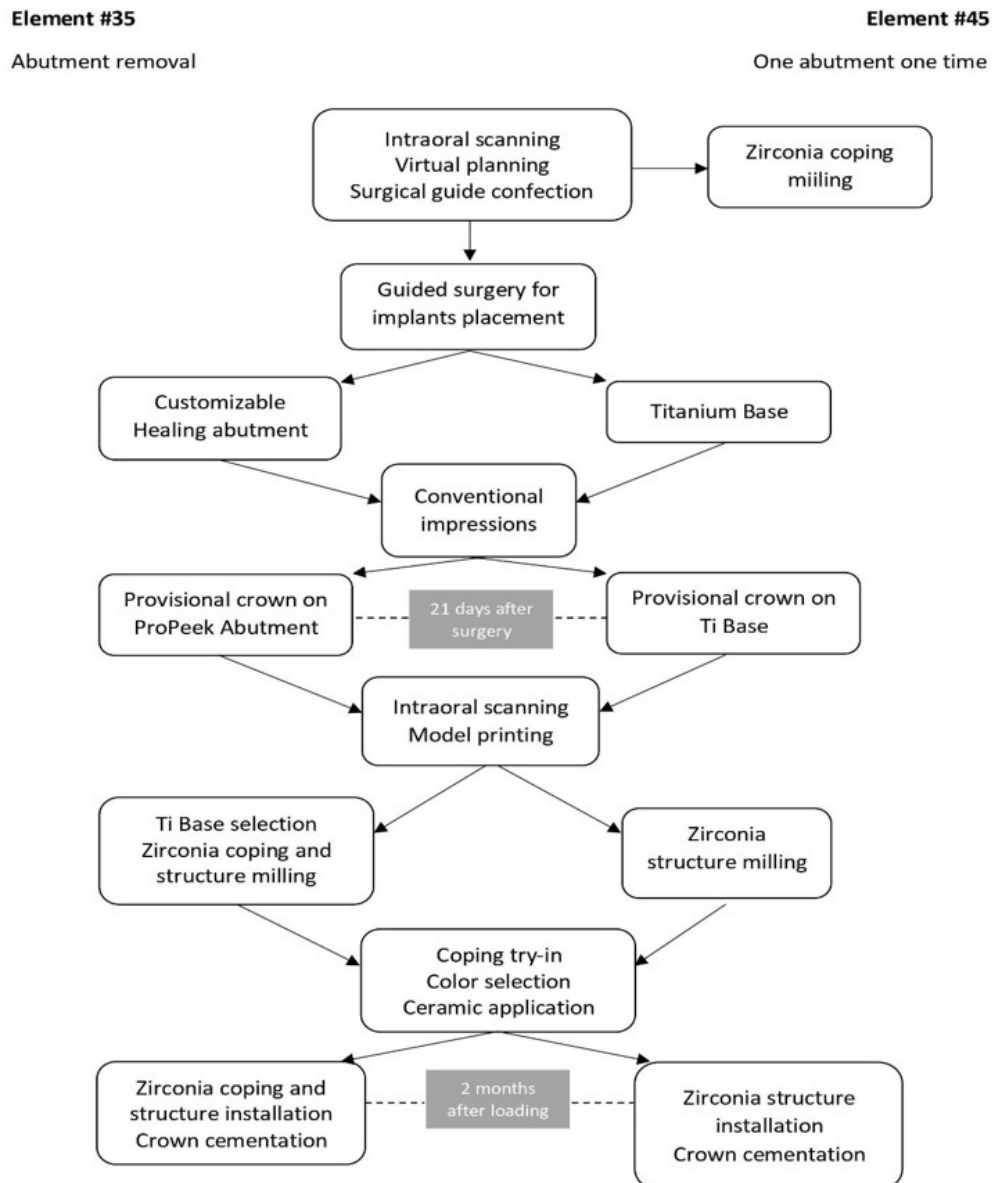 Element #35
Element #45
Abutment removal
One abutment one time
Intraoral scanning
Virtual planning
Surgical guide confection
Zirconia coping
miiling
Guided surgery for
implants placement
Customizable
Healing abutment
Titanium Base
Conventional
impressions
Provisional crown on
ProPeek Abutment
21 days after
surgery
Provisional crown on
Ti Base
Intraoral scanning
Model printing
Ti Base selection
Zirconia coping and
structure milling
Zirconia
structure milling
Coping try-in
Color selection
Ceramic application
Zirconia coping and
structure installation
Crown cementation
2 months
after loading
Zirconia structure
installation
Crown cementation